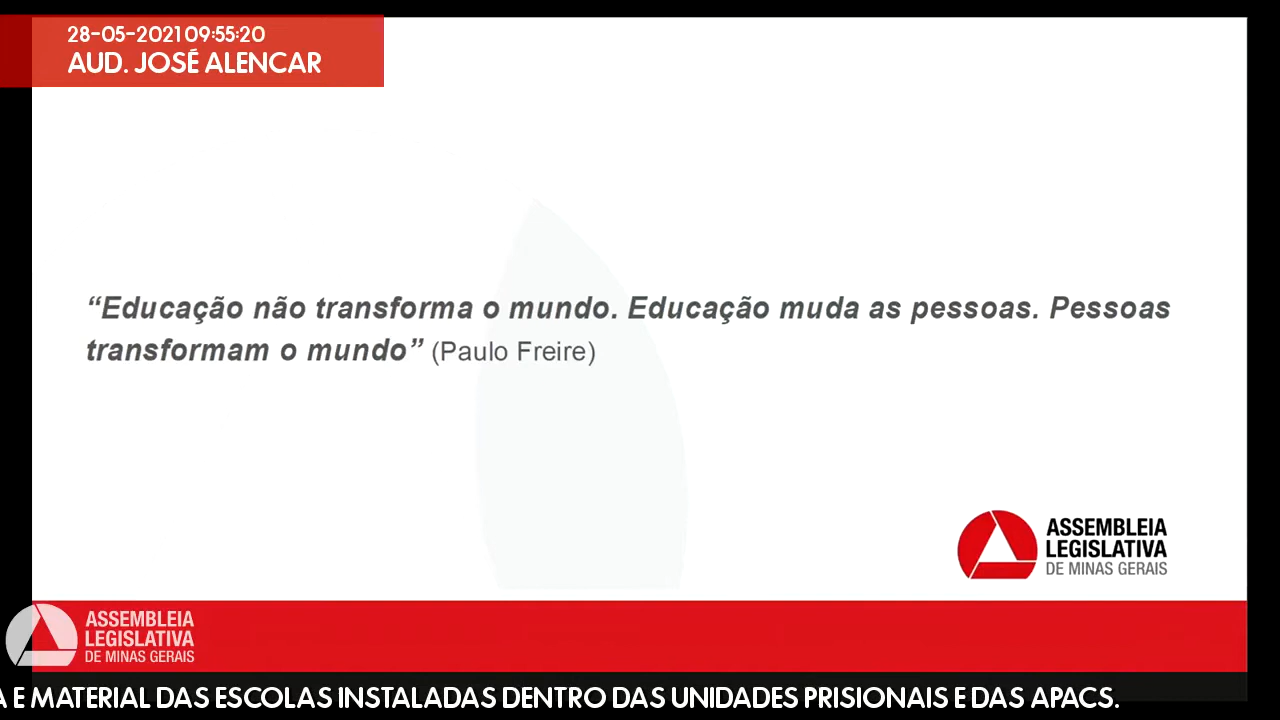 28-05-2021 09:55:20
AUD. JOSÉ ALENCAR
“Educação não transforma o mundo. Educação muda as pessoas. Pessoas
transformam o mundo” (Paulo Freire)
ASSEMBLEIA
LEGISLATIVA
DE MINAS GERAIS
ASSEMBLEIA
LEGISLATIVA
DE MINAS GERAIS
A E MATERIAL DAS ESCOLAS INSTALADAS DENTRO DAS UNIDADES PRISIONAIS E DAS APACS.